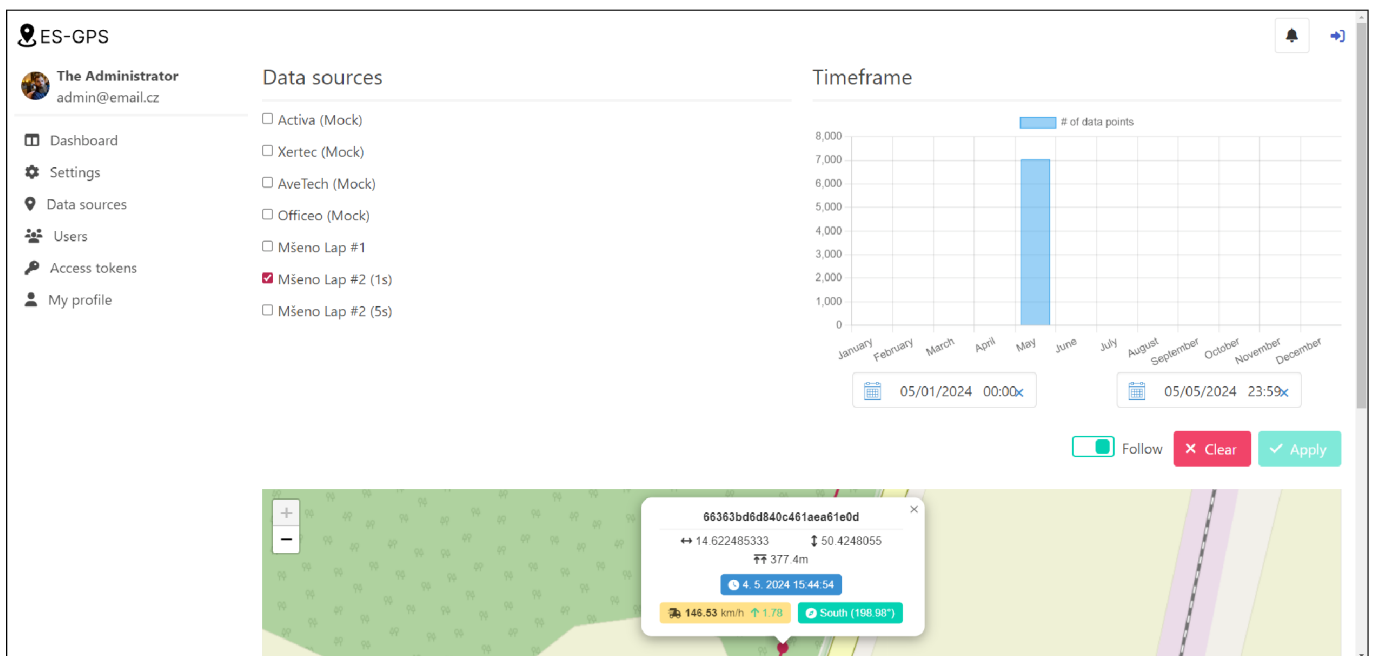 ES-GPS
The Administrator
admin@email.cz
Dashboard
Settings
Data sources
Users
Access tokens
My profile
Data sources
Activa (Mock)
Xertec (Mock)
AveTech (Mock)
Officeo (Mock)
Mšeno Lap #1
Mšeno Lap #2 (1s)
Mšeno Lap #2 (5s)
Timeframe
# of data points
8,000
7,000
6,000
5,000
4,000
3,000
2,000
1,000
0
January
February
March
April
May
June
July
August
September
October
November
December
05/01/2024 00:00
05/05/2024 23:59
Follow
Clear
Apply
+
−
66363bd6d840c461aea61e0d
14.622485333 50.4248055
377.4m
4. 5. 2024 15:44:54
146.53 km/h 1.78 South (198.98°)